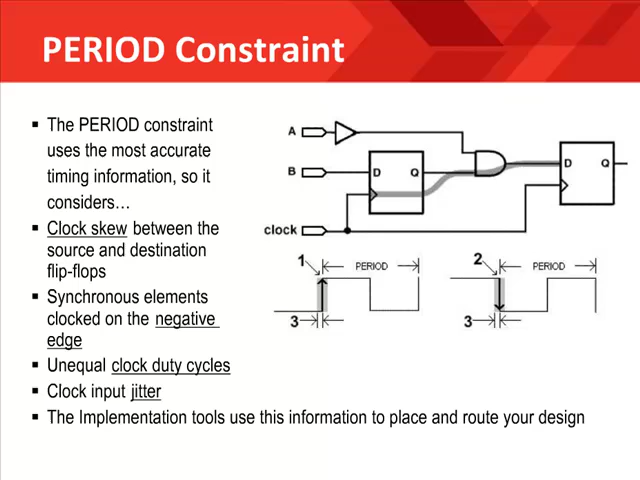 PERIOD Constraint
▪ The PERIOD constraint
uses the most accurate
timing information, so it
considers…
▪ Clock skew between the
source and destination
flip-flops
▪ Synchronous elements
clocked on the negative
edge
▪ Unequal clock duty cycles
▪ Clock input jitter
▪ The Implementation tools use this information to place and route your design
A
B
D Q
D Q
clock
1 PERIOD
3
2 PERIOD
3